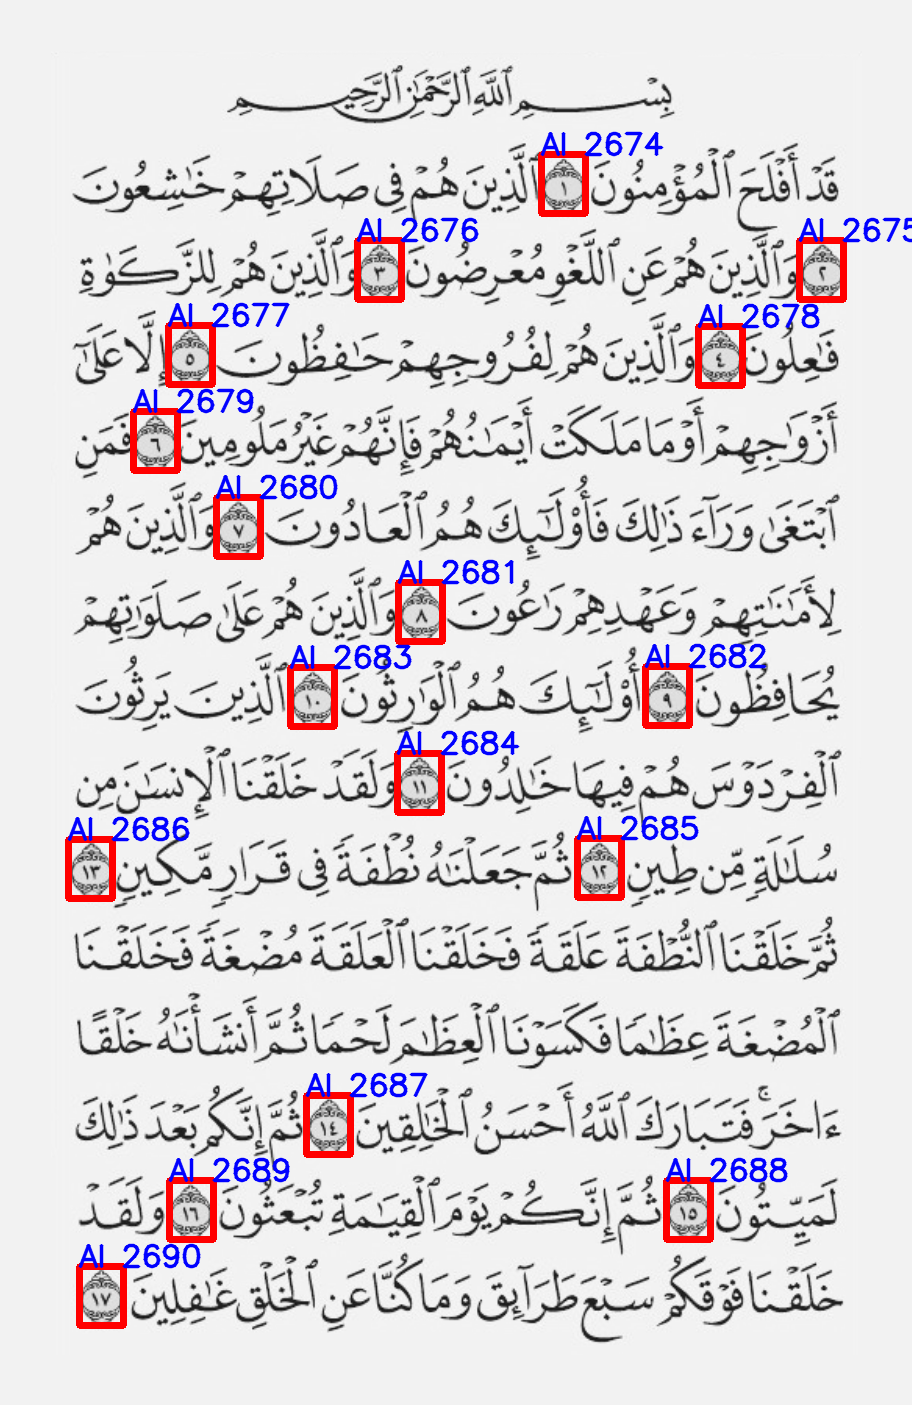 بِسْمِ ٱللَّهِ ٱلرَّحْمَٰنِ ٱلرَّحِيمِ
AI_2674
قَدْ أَفْلَحَ ٱلْمُؤْمِنُونَ ١ ٱلَّذِينَ هُمْ فِى صَلَاتِهِمْ خَٰشِعُونَ
AI_2675 AI_2676
٢ وَٱلَّذِينَ هُمْ عَنِ ٱللَّغْوِ مُعْرِضُونَ ٣ وَٱلَّذِينَ هُمْ لِلزَّكَوٰةِ
AI_2678 AI_2677
فَٰعِلُونَ ٤ وَٱلَّذِينَ هُمْ لِفُرُوجِهِمْ حَٰفِظُونَ ٥ إِلَّا عَلَىٰٓ
AI_2679
أَزْوَٰجِهِمْ أَوْ مَا مَلَكَتْ أَيْمَٰنُهُمْ فَإِنَّهُمْ غَيْرُ مَلُومِينَ ٦ فَمَنِ
AI_2680
ٱبْتَغَىٰ وَرَآءَ ذَٰلِكَ فَأُو۟لَٰٓئِكَ هُمُ ٱلْعَادُونَ ٧ وَٱلَّذِينَ هُمْ
AI_2681
لِأَمَٰنَٰتِهِمْ وَعَهْدِهِمْ رَٰعُونَ ٨ وَٱلَّذِينَ هُمْ عَلَىٰ صَلَوَٰتِهِمْ
AI_2682 AI_2683
يُحَافِظُونَ ٩ أُو۟لَٰٓئِكَ هُمُ ٱلْوَٰرِثُونَ ١٠ ٱلَّذِينَ يَرِثُونَ
AI_2684
ٱلْفِرْدَوْسَ هُمْ فِيهَا خَٰلِدُونَ ١١ وَلَقَدْ خَلَقْنَا ٱلْإِنسَٰنَ مِن
AI_2685 AI_2686
سُلَٰلَةٍ مِّن طِينٍ ١٢ ثُمَّ جَعَلْنَٰهُ نُطْفَةً فِى قَرَارٍ مَّكِينٍ ١٣
ثُمَّ خَلَقْنَا ٱلنُّطْفَةَ عَلَقَةً فَخَلَقْنَا ٱلْعَلَقَةَ مُضْغَةً فَخَلَقْنَا
ٱلْمُضْغَةَ عِظَٰمًا فَكَسَوْنَا ٱلْعِظَٰمَ لَحْمًا ثُمَّ أَنشَأْنَٰهُ خَلْقًا
AI_2687
ءَاخَرَ ۚ فَتَبَارَكَ ٱللَّهُ أَحْسَنُ ٱلْخَٰلِقِينَ ١٤ ثُمَّ إِنَّكُم بَعْدَ ذَٰلِكَ
AI_2688 AI_2689
لَمَيِّتُونَ ١٥ ثُمَّ إِنَّكُمْ يَوْمَ ٱلْقِيَٰمَةِ تُبْعَثُونَ ١٦ وَلَقَدْ
AI_2690
خَلَقْنَا فَوْقَكُمْ سَبْعَ طَرَآئِقَ وَمَا كُنَّا عَنِ ٱلْخَلْقِ غَٰفِلِينَ ١٧